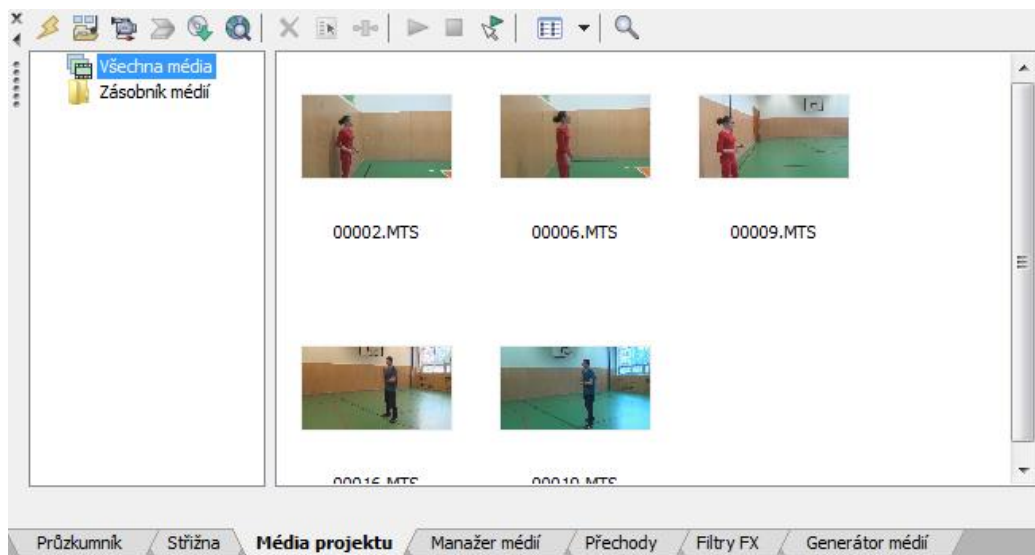 Všechna média
Zásobník médií
00002.MTS 00006.MTS 00009.MTS
Průzkumník Střižna Média projektu Manažer médií Přechody Filtry FX Generátor médií